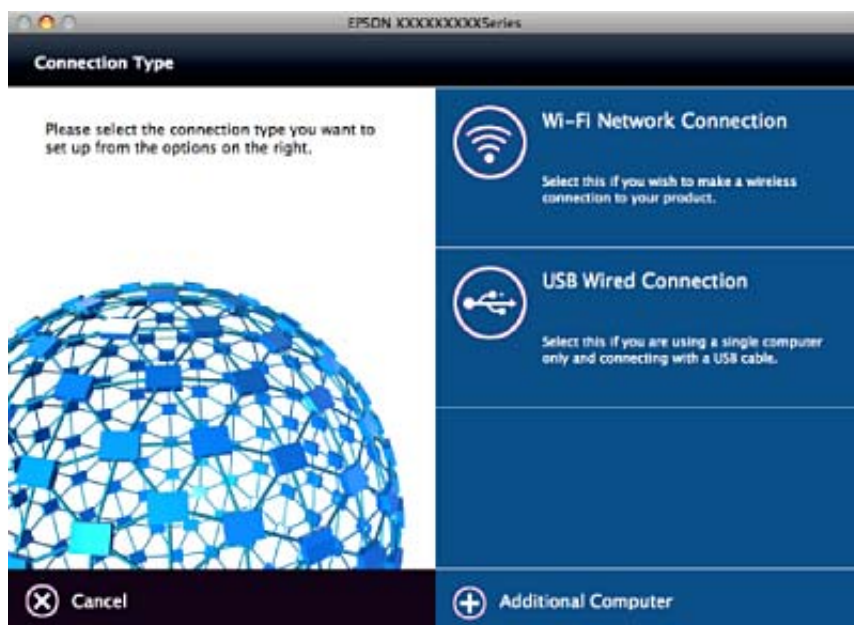 EPSON XXXXXXXXXSeries
Connection Type
Please select the connection type you want to
set up from the options on the right.
Wi-Fi Network Connection
Select this if you wish to make a wireless
connection to your product.
USB Wired Connection
Select this if you are using a single computer
only and connecting with a USB cable.
Cancel
Additional Computer